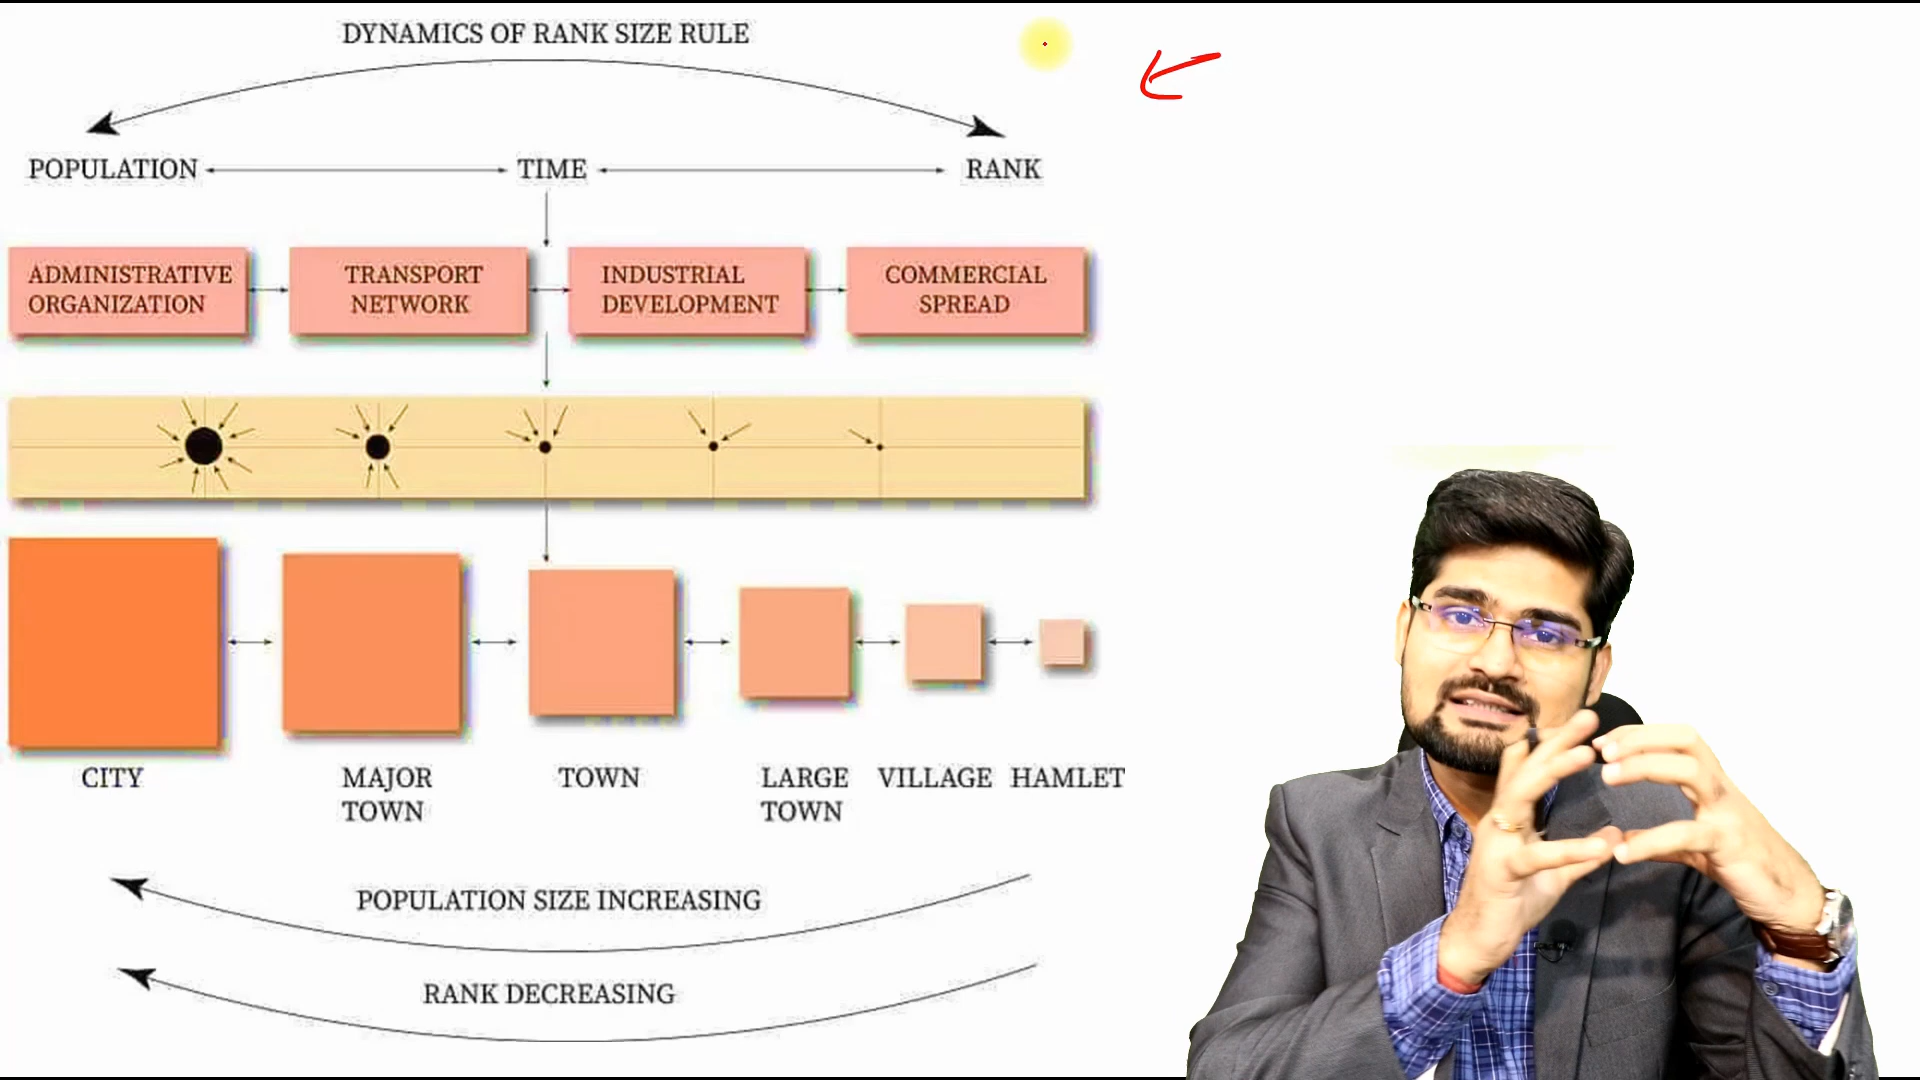 DYNAMICS OF RANK SIZE RULE
POPULATION TIME RANK
ADMINISTRATIVE
ORGANIZATION
TRANSPORT
NETWORK
INDUSTRIAL
DEVELOPMENT
COMMERCIAL
SPREAD
CITY
MAJOR
TOWN
TOWN
LARGE
TOWN
VILLAGE
HAMLET
POPULATION SIZE INCREASING
RANK DECREASING